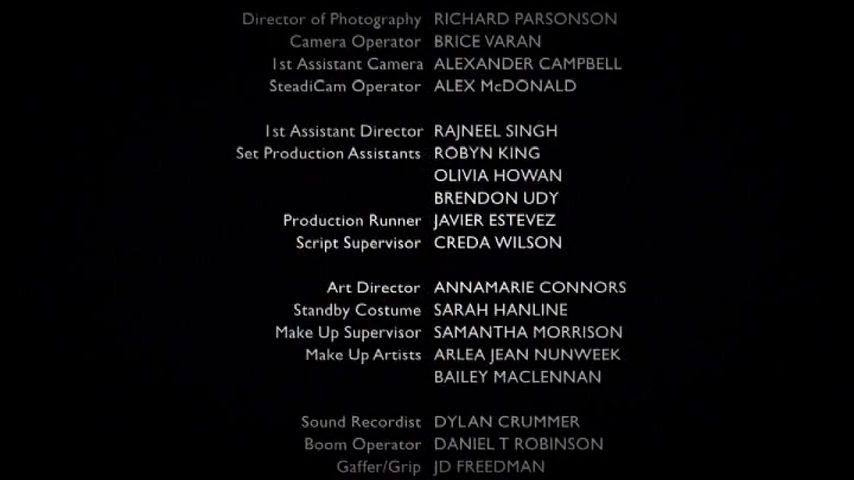 Director of Photography RICHARD PARSONSON
Camera Operator BRICE VARAN
1st Assistant Camera ALEXANDER CAMPBELL
SteadiCam Operator ALEX McDONALD
1st Assistant Director RAJNEEL SINGH
Set Production Assistants ROBYN KING
OLIVIA HOWAN
BRENDON UDY
Production Runner JAVIER ESTEVEZ
Script Supervisor CREDA WILSON
Art Director ANNAMARIE CONNORS
Standby Costume SARAH HANLINE
Make Up Supervisor SAMANTHA MORRISON
Make Up Artists ARLEA JEAN NUNWEEK
BAILEY MACLENNAN
Sound Recordist DYLAN CRUMMER
Boom Operator DANIEL T ROBINSON
Gaffer/Grip JD FREEDMAN